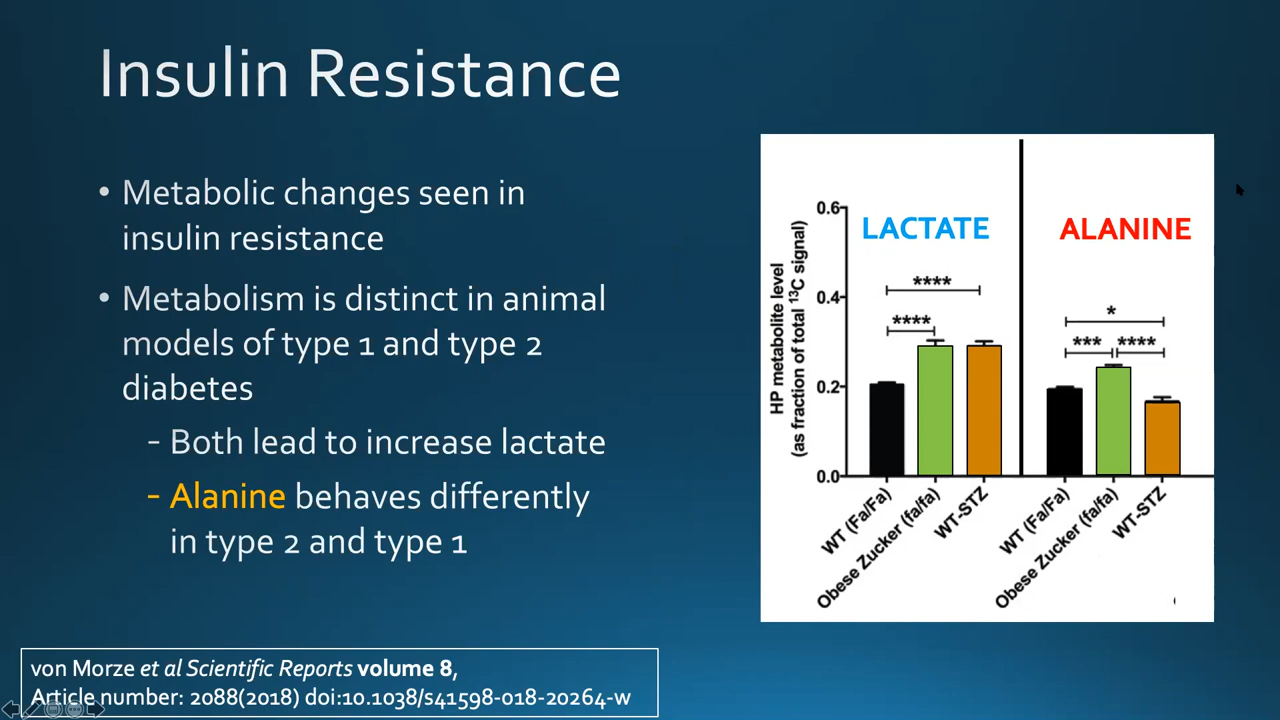 Insulin Resistance
• Metabolic changes seen in
insulin resistance
• Metabolism is distinct in animal
models of type 1 and type 2
diabetes
- Both lead to increase lactate
- Alanine behaves differently
in type 2 and type 1
HP metabolite level
(as fraction of total ¹³C signal)
0.6
0.4
0.2
0.0
LACTATE
****
****
WT (Fa/Fa)
Obese Zucker (fa/fa)
WT-STZ
ALANINE
*
*** ****
WT (Fa/Fa)
Obese Zucker (fa/fa)
WT-STZ
von Morze et al Scientific Reports volume 8,
Article number: 2088(2018) doi:10.1038/s41598-018-20264-w